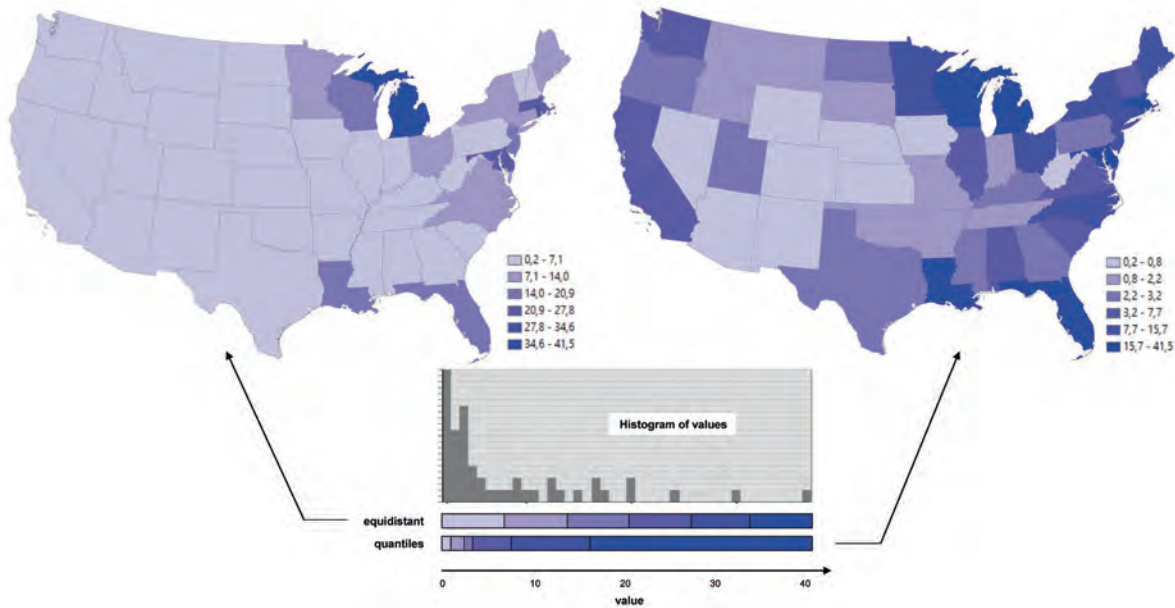 0,2 - 7,1
7,1 - 14,0
14,0 - 20,9
20,9 - 27,8
27,8 - 34,6
34,6 - 41,5
0,2 - 0,8
0,8 - 2,2
2,2 - 3,2
3,2 - 7,7
7,7 - 15,7
15,7 - 41,5
Histogram of values
equidistant
quantiles
0 10 20 30 40
value